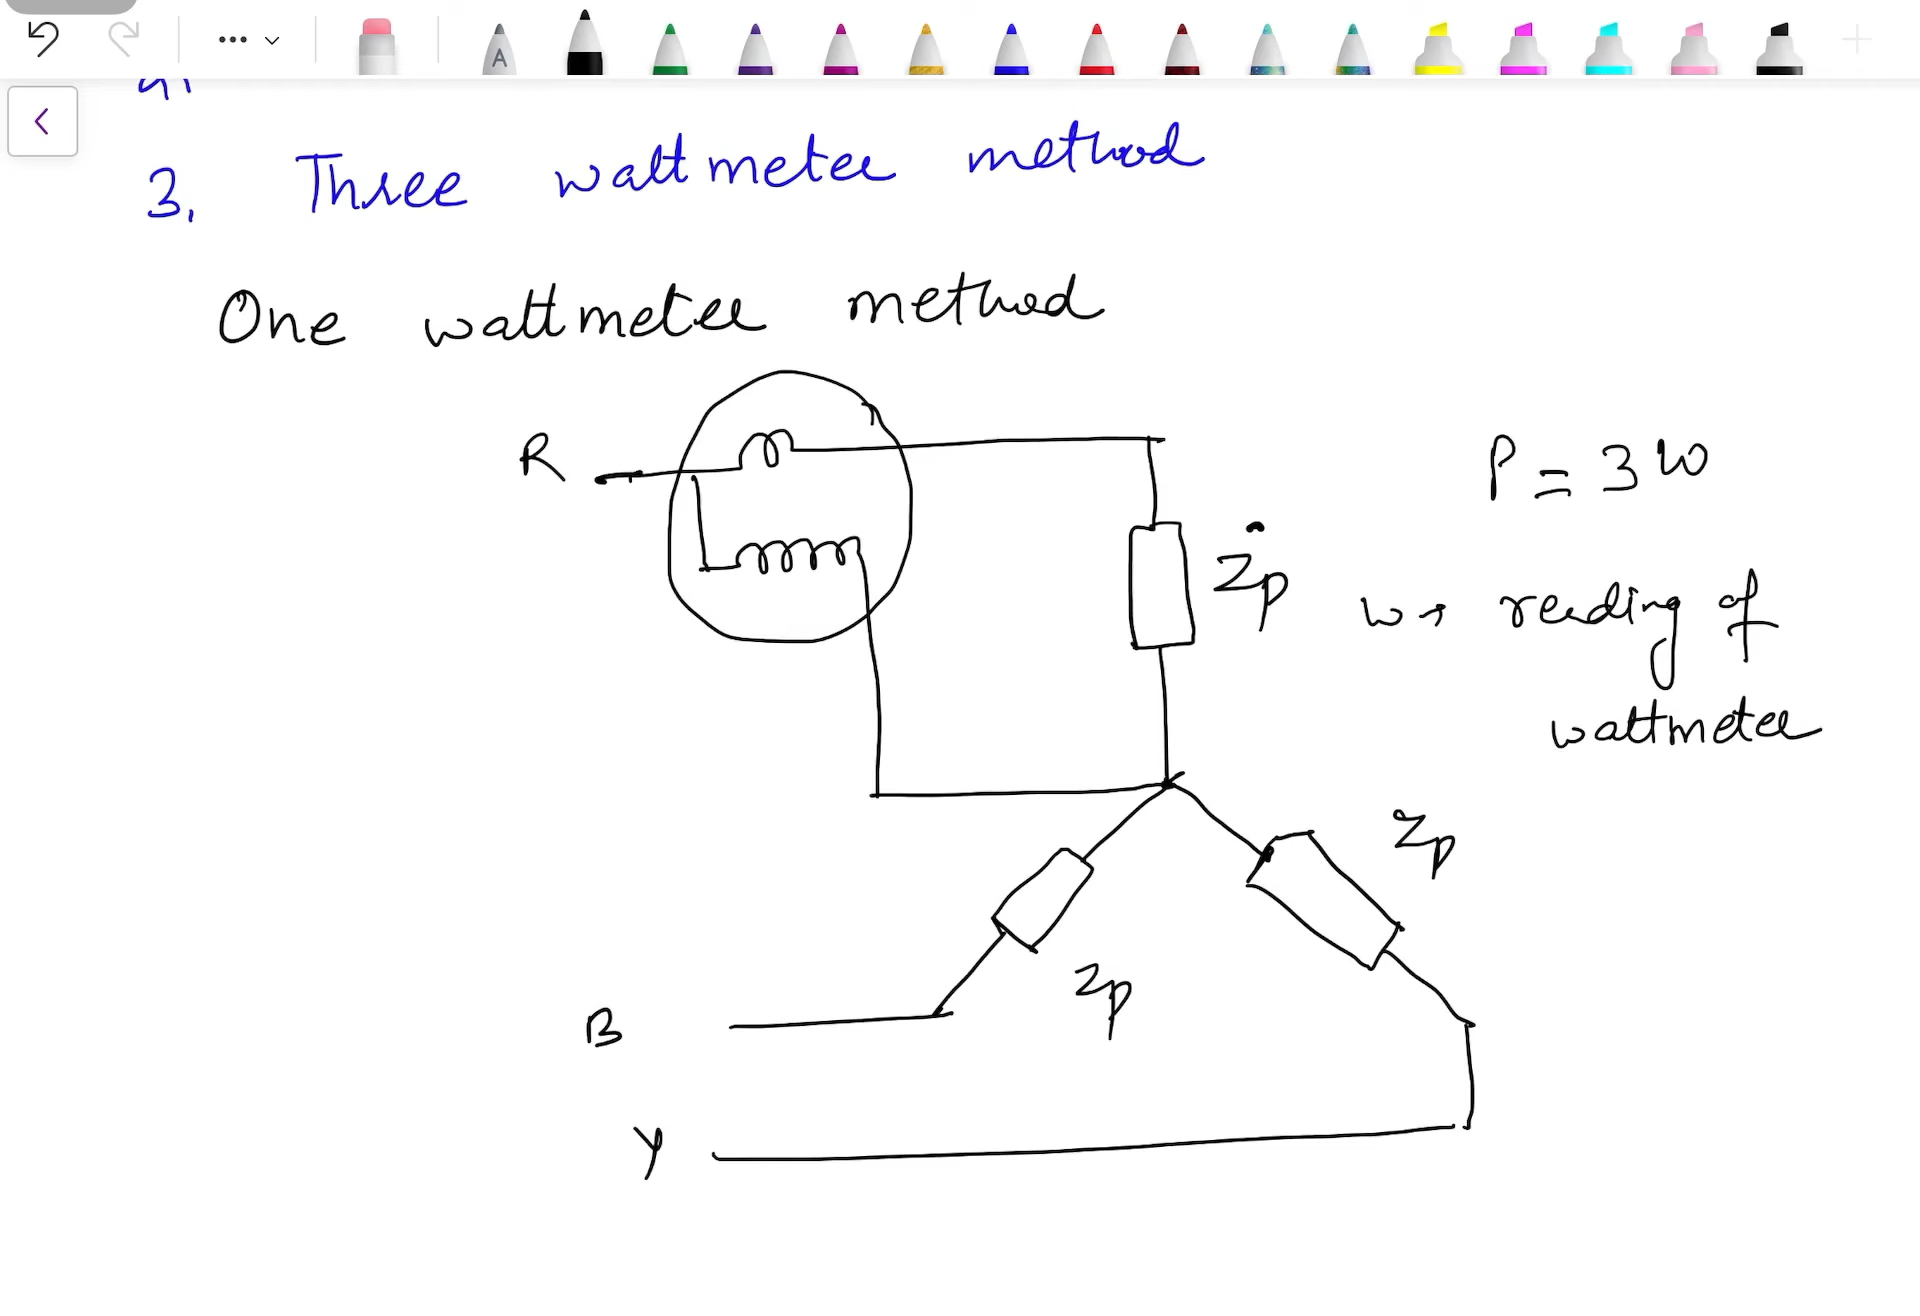 3. Three wattmeter method
One wattmeter method
R
P = 3W
Zp
W → reading of
wattmeter
Zp
Zp
B
Y
A